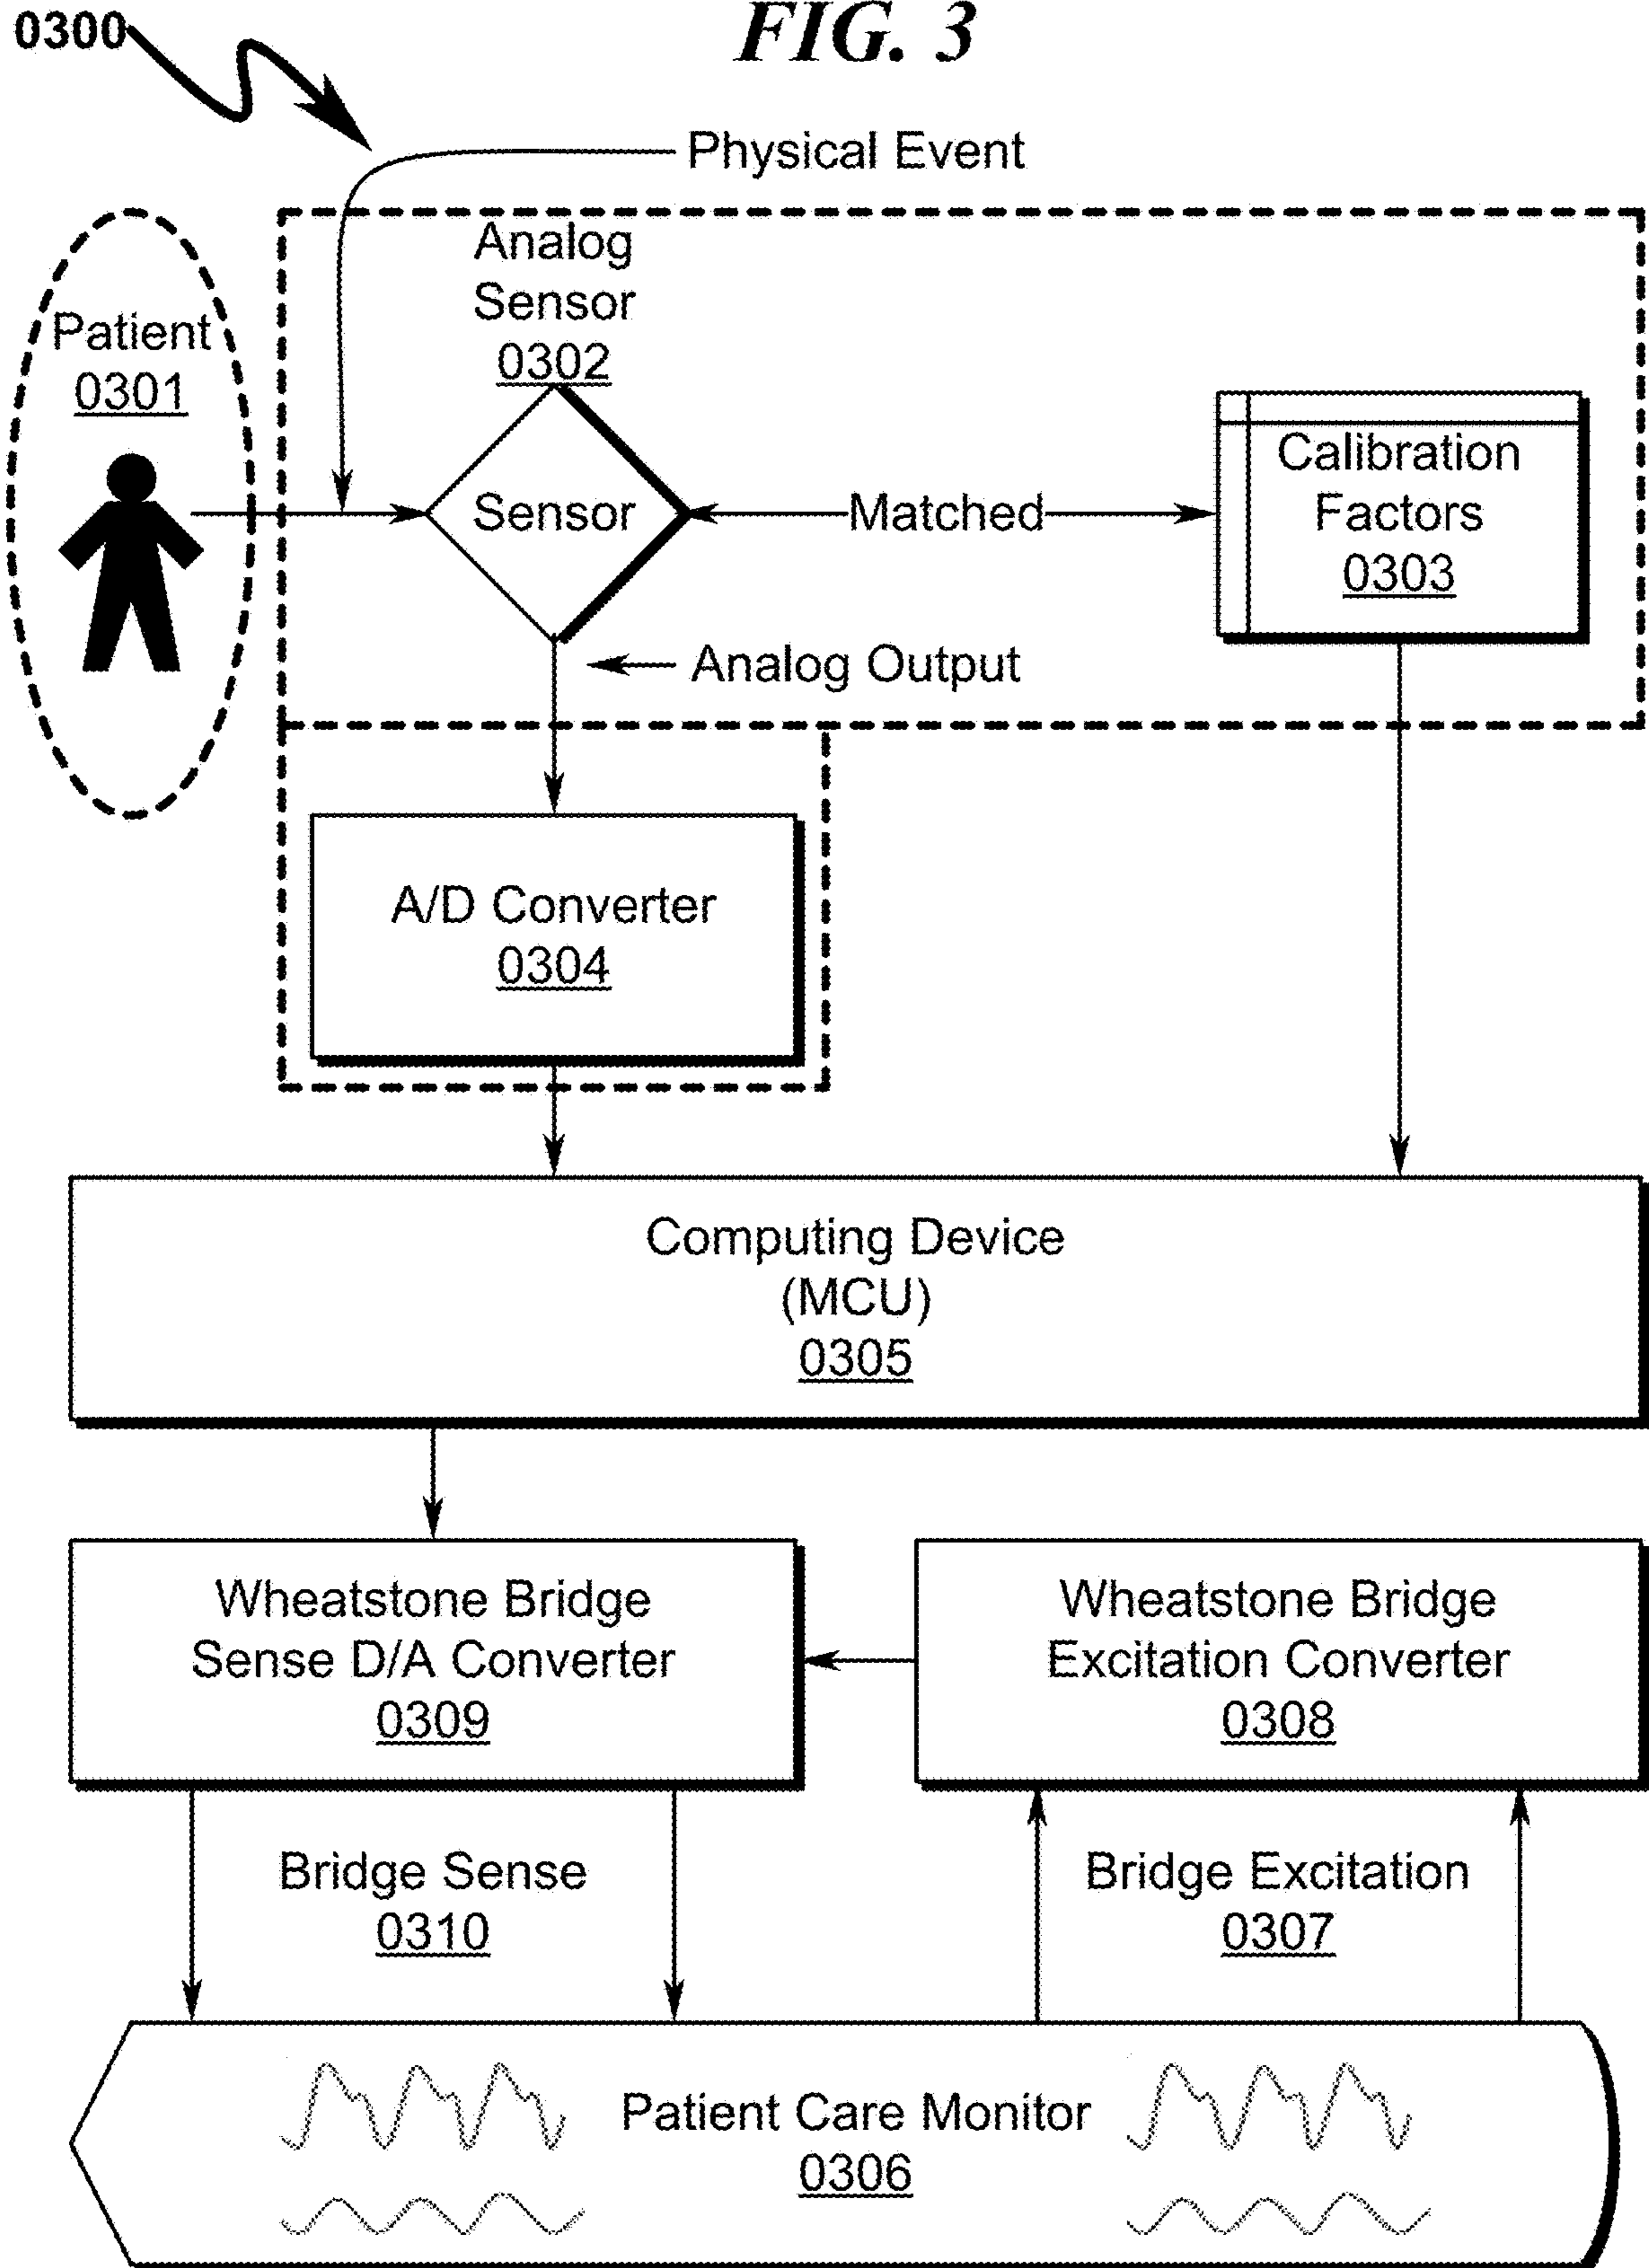 0300
FIG. 3
Physical Event
Analog
Sensor
0302
Patient
0301
Sensor
Matched
Calibration
Factors
0303
Analog Output
A/D Converter
0304
Computing Device
(MCU)
0305
Wheatstone Bridge
Sense D/A Converter
0309
Wheatstone Bridge
Excitation Converter
0308
Bridge Sense
0310
Bridge Excitation
0307
Patient Care Monitor
0306